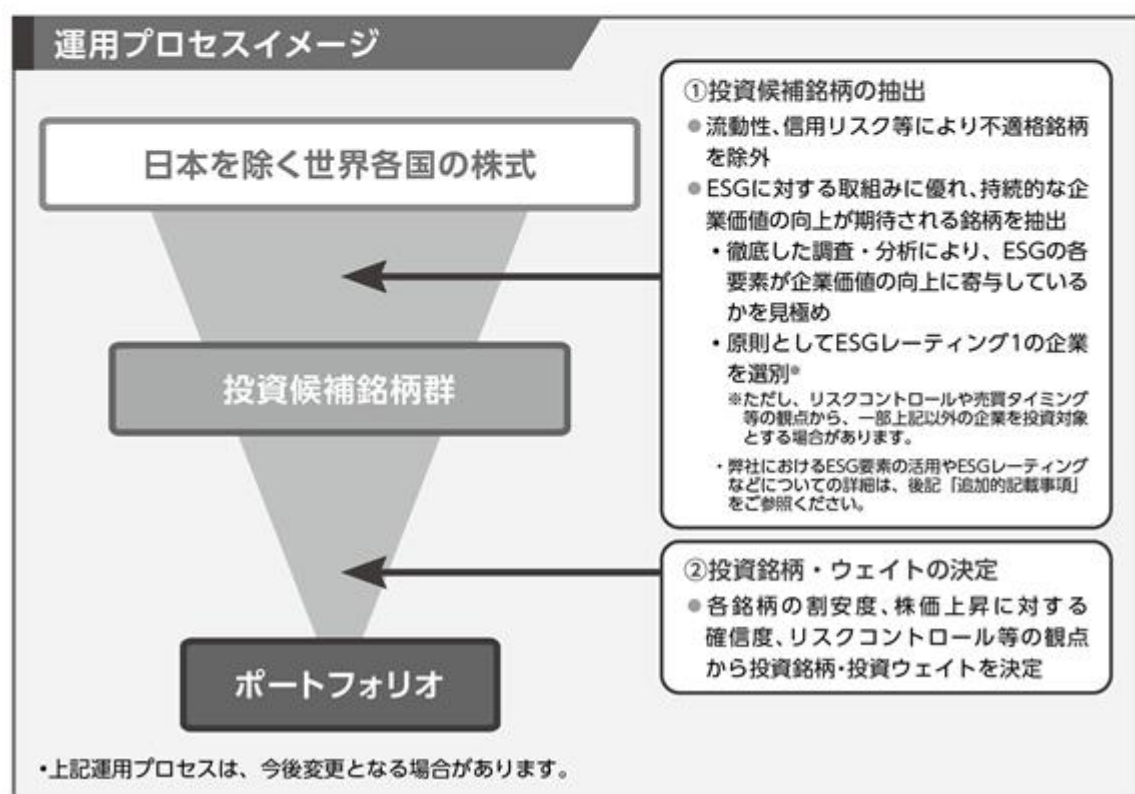 運用プロセスイメージ
日本を除く世界各国の株式
①投資候補銘柄の抽出
●流動性、信用リスク等により不適格銘柄
を除外
●ESGに対する取組みに優れ、持続的な企
業価値の向上が期待される銘柄を抽出
・徹底した調査・分析により、ESGの各
要素が企業価値の向上に寄与している
かを見極め
・原則としてESGレーティング1の企業
を選別※
※ただし、リスクコントロールや売買タイミング
等の観点から、一部上記以外の企業を投資対象
とする場合があります。
・弊社におけるESG要素の活用やESGレーティング
などについての詳細は、後記「追加的記載事項」
をご参照ください。
投資候補銘柄群
②投資銘柄・ウェイトの決定
●各銘柄の割安度、株価上昇に対する
確信度、リスクコントロール等の観点
から投資銘柄・投資ウェイトを決定
ポートフォリオ
•上記運用プロセスは、今後変更となる場合があります。